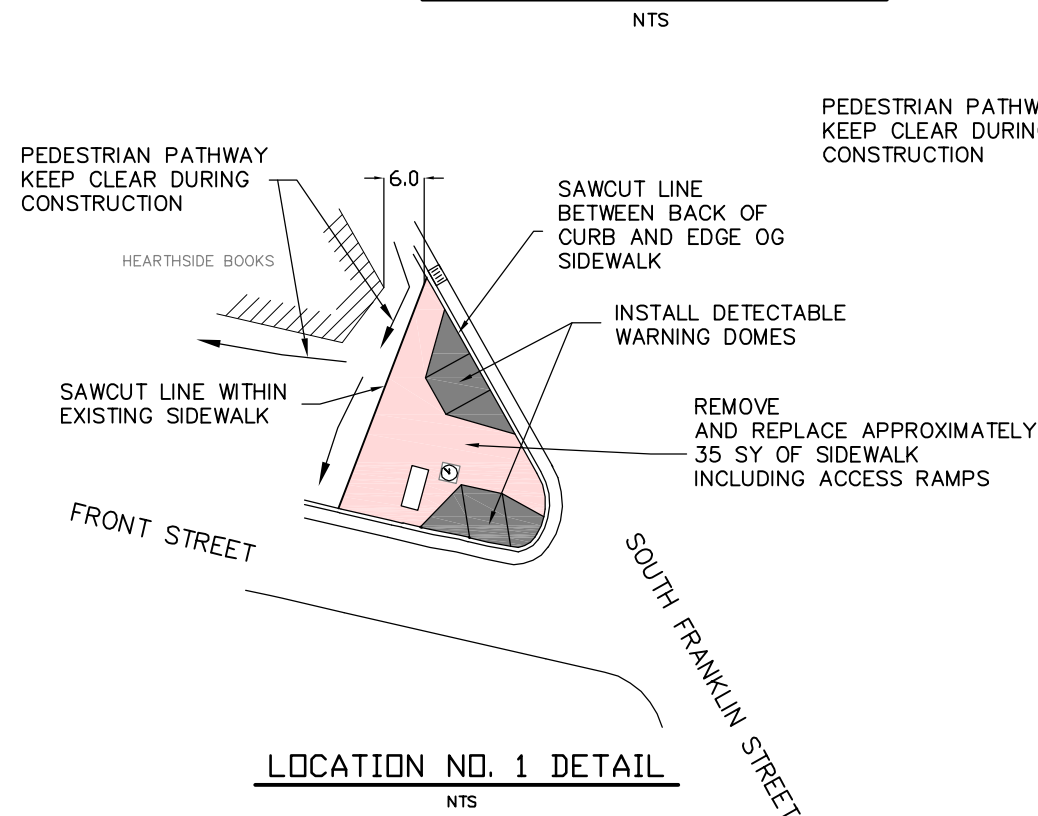 NTS
PEDESTRIAN PATHWAY
KEEP CLEAR DURING
CONSTRUCTION
HEARTHSIDE BOOKS
6.0
SAWCUT LINE
BETWEEN BACK OF
CURB AND EDGE OG
SIDEWALK
PEDESTRIAN PATHW
KEEP CLEAR DURING
CONSTRUCTION
INSTALL DETECTABLE
WARNING DOMES
SAWCUT LINE WITHIN
EXISTING SIDEWALK
REMOVE
AND REPLACE APPROXIMATELY
35 SY OF SIDEWALK
INCLUDING ACCESS RAMPS
FRONT STREET
SOUTH FRANKLIN STREET
LOCATION NO. 1 DETAIL
NTS